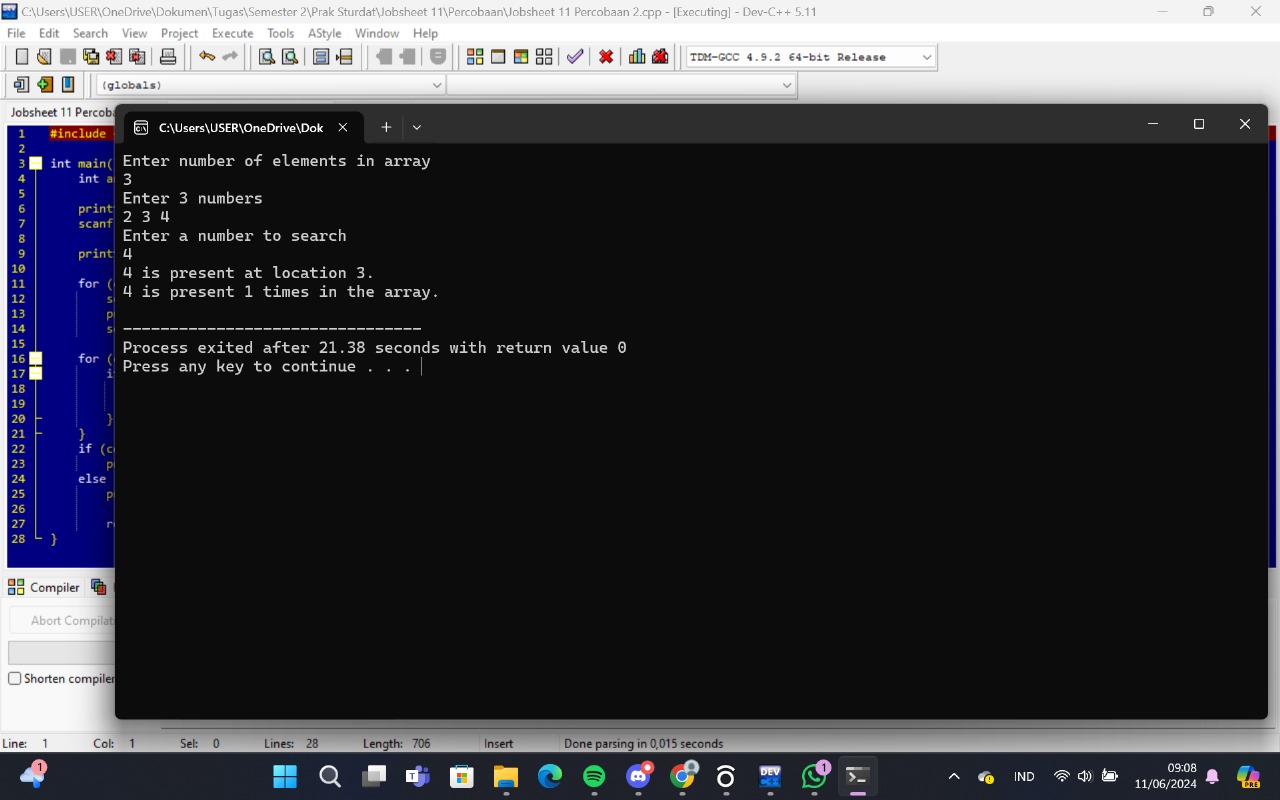 C:\Users\USER\OneDrive\Dokumen\Tugas\Semester 2\Prak Sturdat\Jobsheet 11\Percobaan\Jobsheet 11 Percobaan 2.cpp - [Executing] - Dev-C++ 5.11
File Edit Search View Project Execute Tools AStyle Window Help
TDM-GCC 4.9.2 64-bit Release
(globals)
Jobsheet 11 Percoba
C:\Users\USER\OneDrive\Dok
1 #include
2
3 int main(
4 int a
5
6 print
7 scanf
8
9 print
10
11 for (
12 s
13 p
14 s
15
16 for (
17 i
18
19
20 }
21 }
22 if (c
23 p
24 else
25 p
26
27 r
28 }
Enter number of elements in array
3
Enter 3 numbers
2 3 4
Enter a number to search
4
4 is present at location 3.
4 is present 1 times in the array.
--------------------------------
Process exited after 21.38 seconds with return value 0
Press any key to continue . . .
Compiler
Abort Compilat
Shorten compiler
Line: 1 Col: 1 Sel: 0 Lines: 28 Length: 706 Insert Done parsing in 0,015 seconds
1 DEV 1 IND 09:08 PRE
11/06/2024